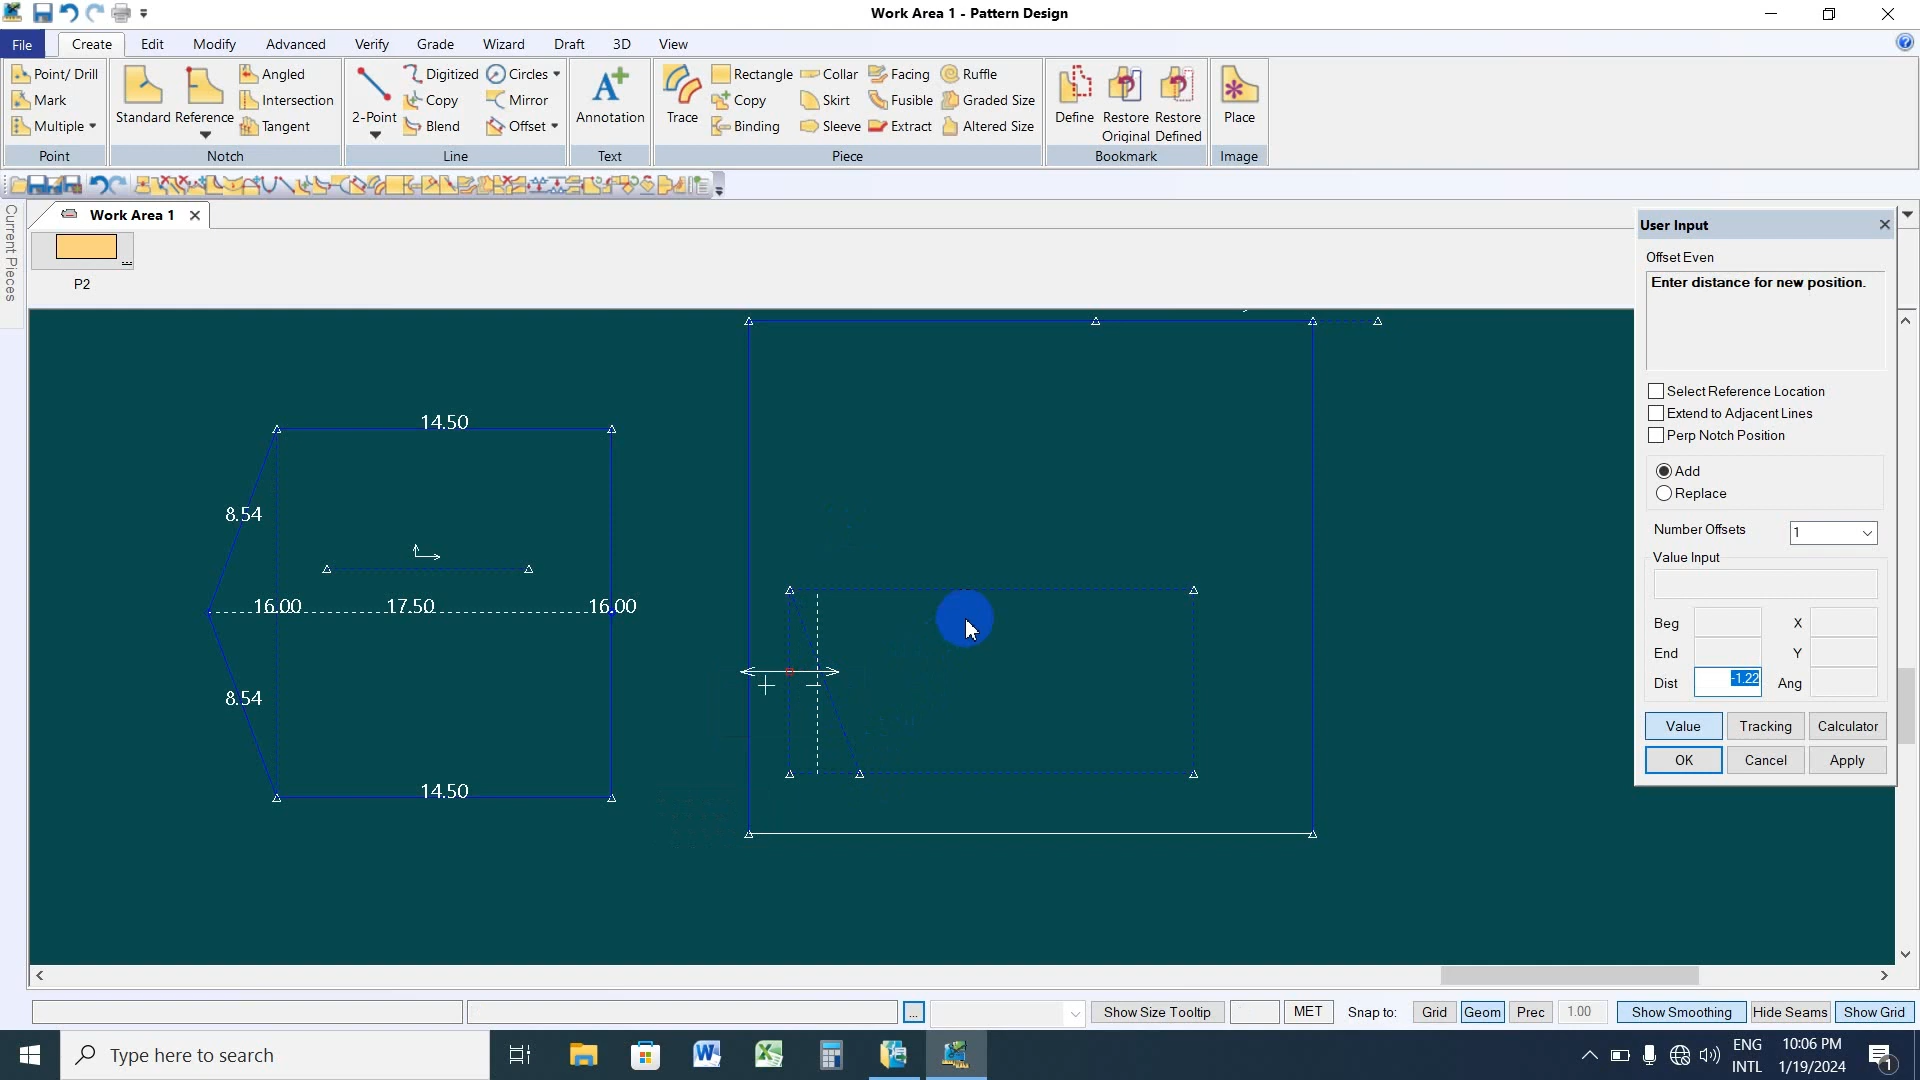 Work Area 1 - Pattern Design
File Create Edit Modify Advanced Verify Grade Wizard Draft 3D View
Point/ Drill
Mark
Multiple
Point
Standard
Reference
Angled
Intersection
Tangent
Notch
2-Point
Digitized
Copy
Blend
Circles
Mirror
Offset
Line
Annotation
Text
Trace
Rectangle
Copy
Binding
Collar
Skirt
Sleeve
Facing
Fusible
Extract
Ruffle
Graded Size
Altered Size
Piece
Define
Restore
Original
Restore
Defined
Bookmark
Place
Image
Work Area 1
Current Pieces
P2
...
14.50
8.54
16.00
17.50
16.00
8.54
14.50
User Input
Offset Even
Enter distance for new position.
Select Reference Location
Extend to Adjacent Lines
Perp Notch Position
Add
Replace
Number Offsets 1
Value Input
Beg X
End Y
Dist -1.22 Ang
Value Tracking Calculator
OK Cancel Apply
... Show Size Tooltip MET Snap to: Grid Geom Prec 1.00 Show Smoothing Hide Seams Show Grid
Type here to search
ENG
INTL
10:06 PM
1/19/2024
1